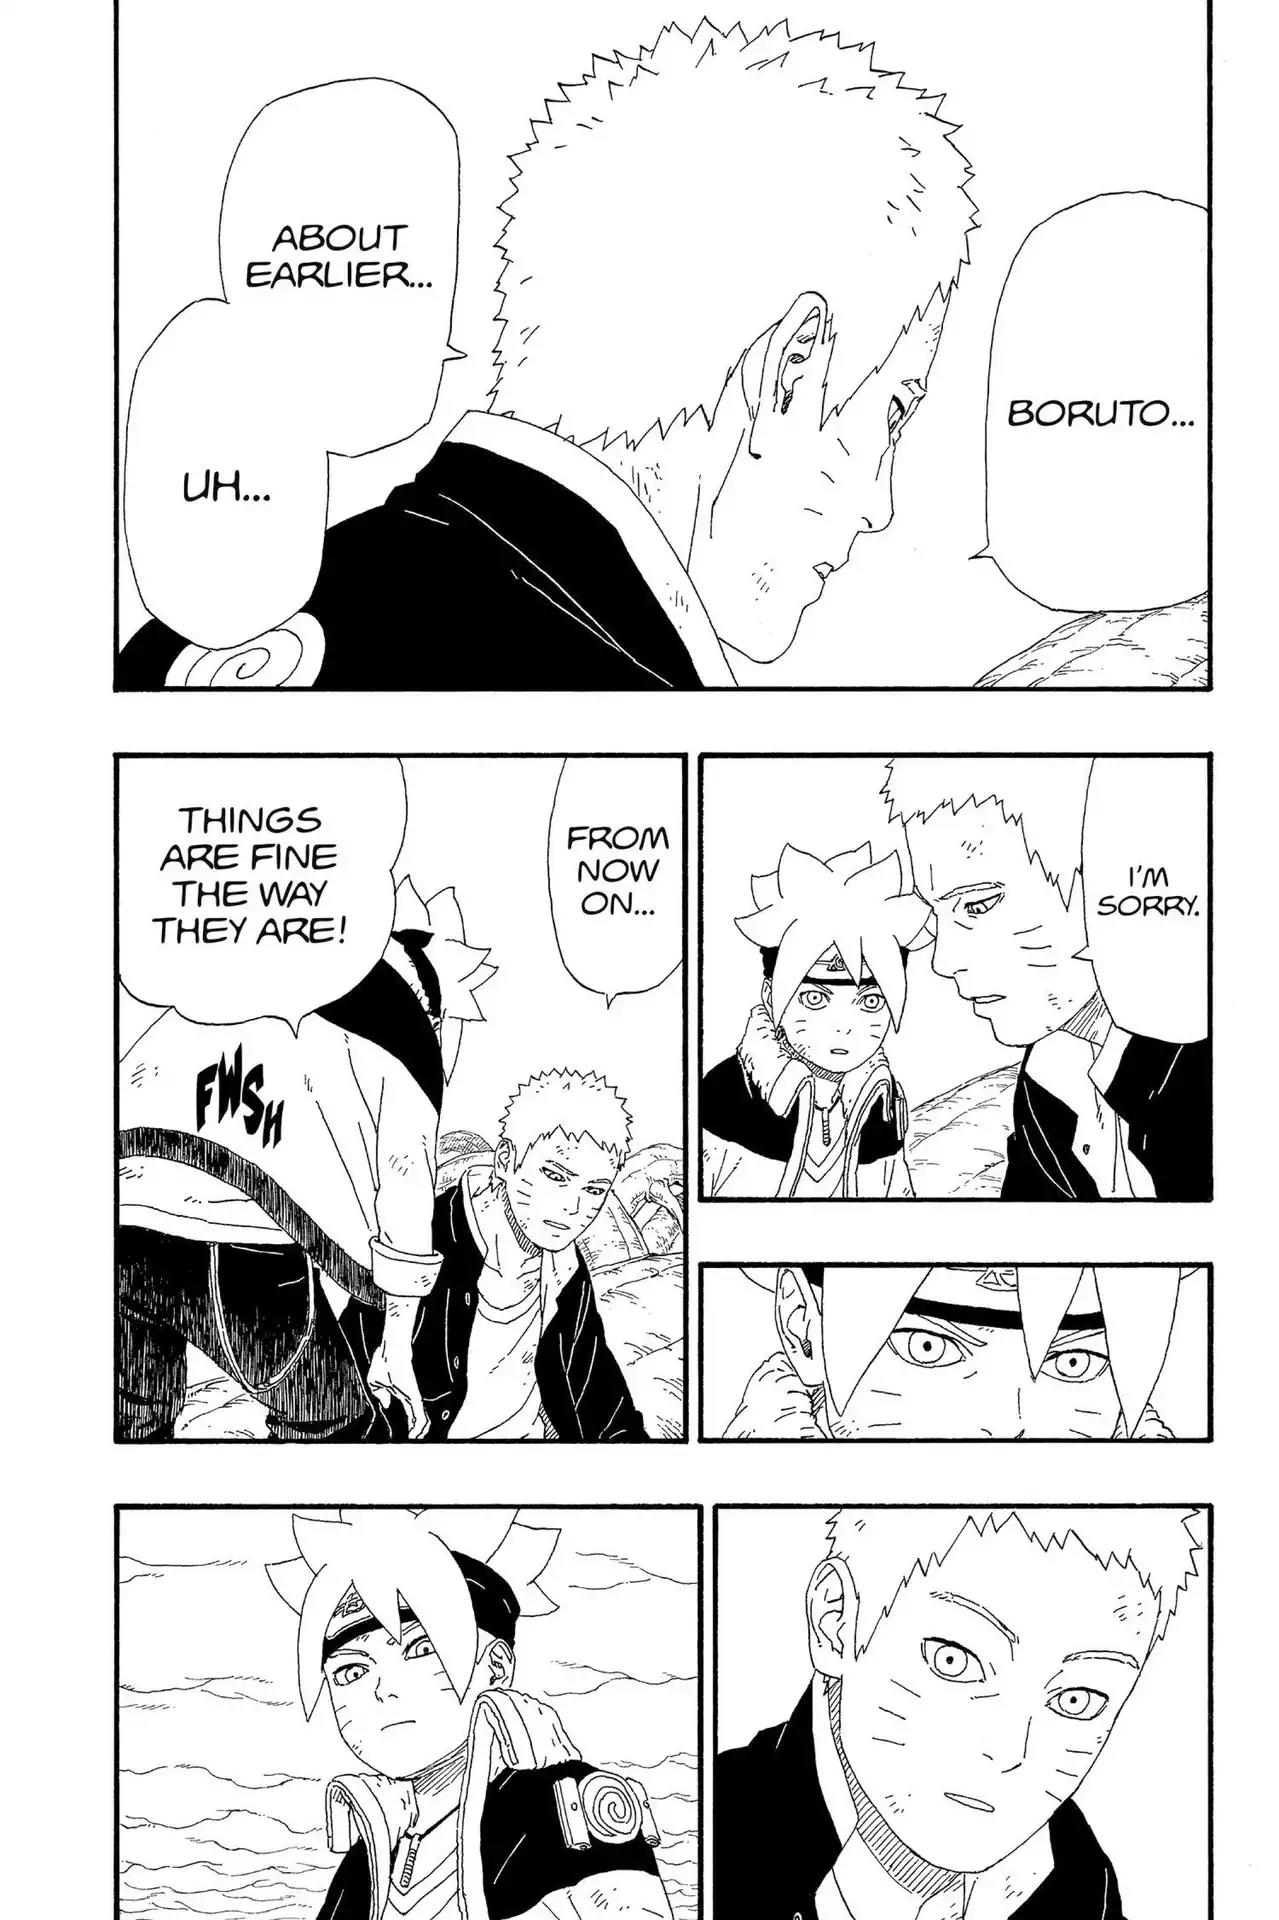 BORUTO...
ABOUT
EARLIER...
UH...
I'M
SORRY.
FROM
NOW
ON...
THINGS
ARE FINE
THE WAY
THEY ARE!
FWSH